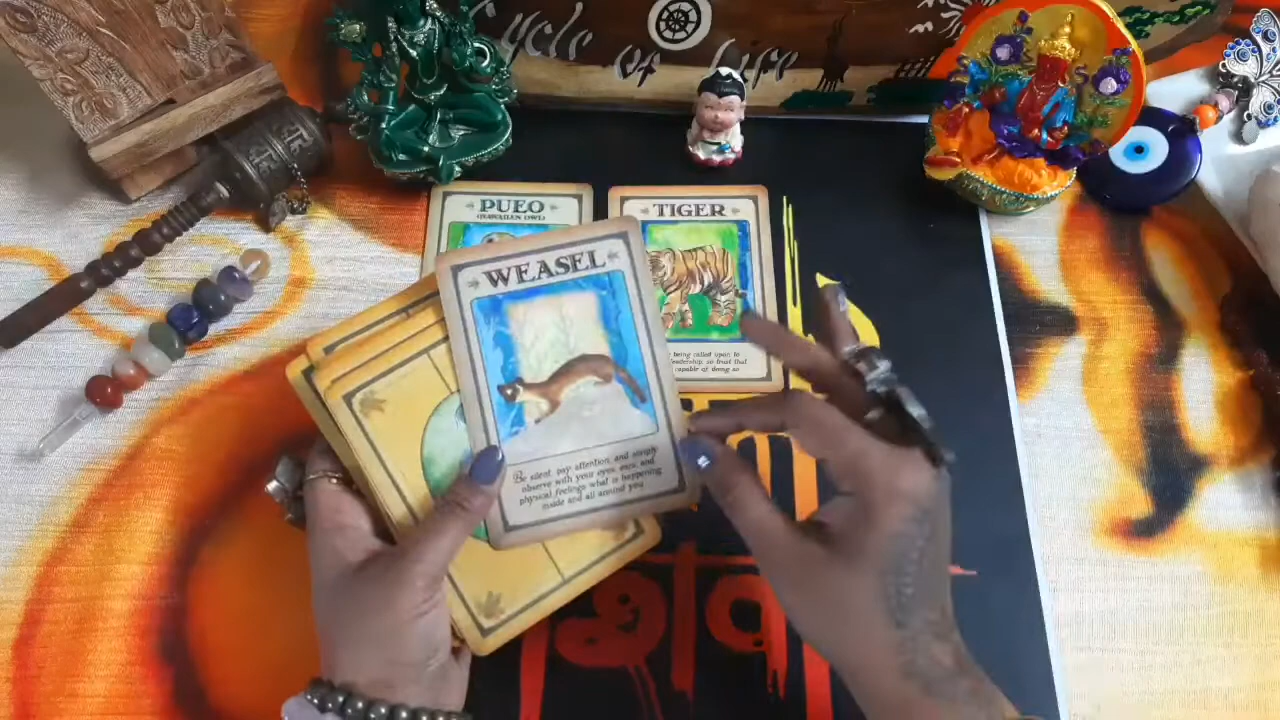 Cycle of Life
PUEO
(HAWAIIAN OWL)
TIGER
being called upon to
leadership, so trust that
capable of doing so
WEASEL
Be silent, pay attention, and simply
observe with your eyes, ears, and
physical feelings what is happening
inside and all around you
शिव